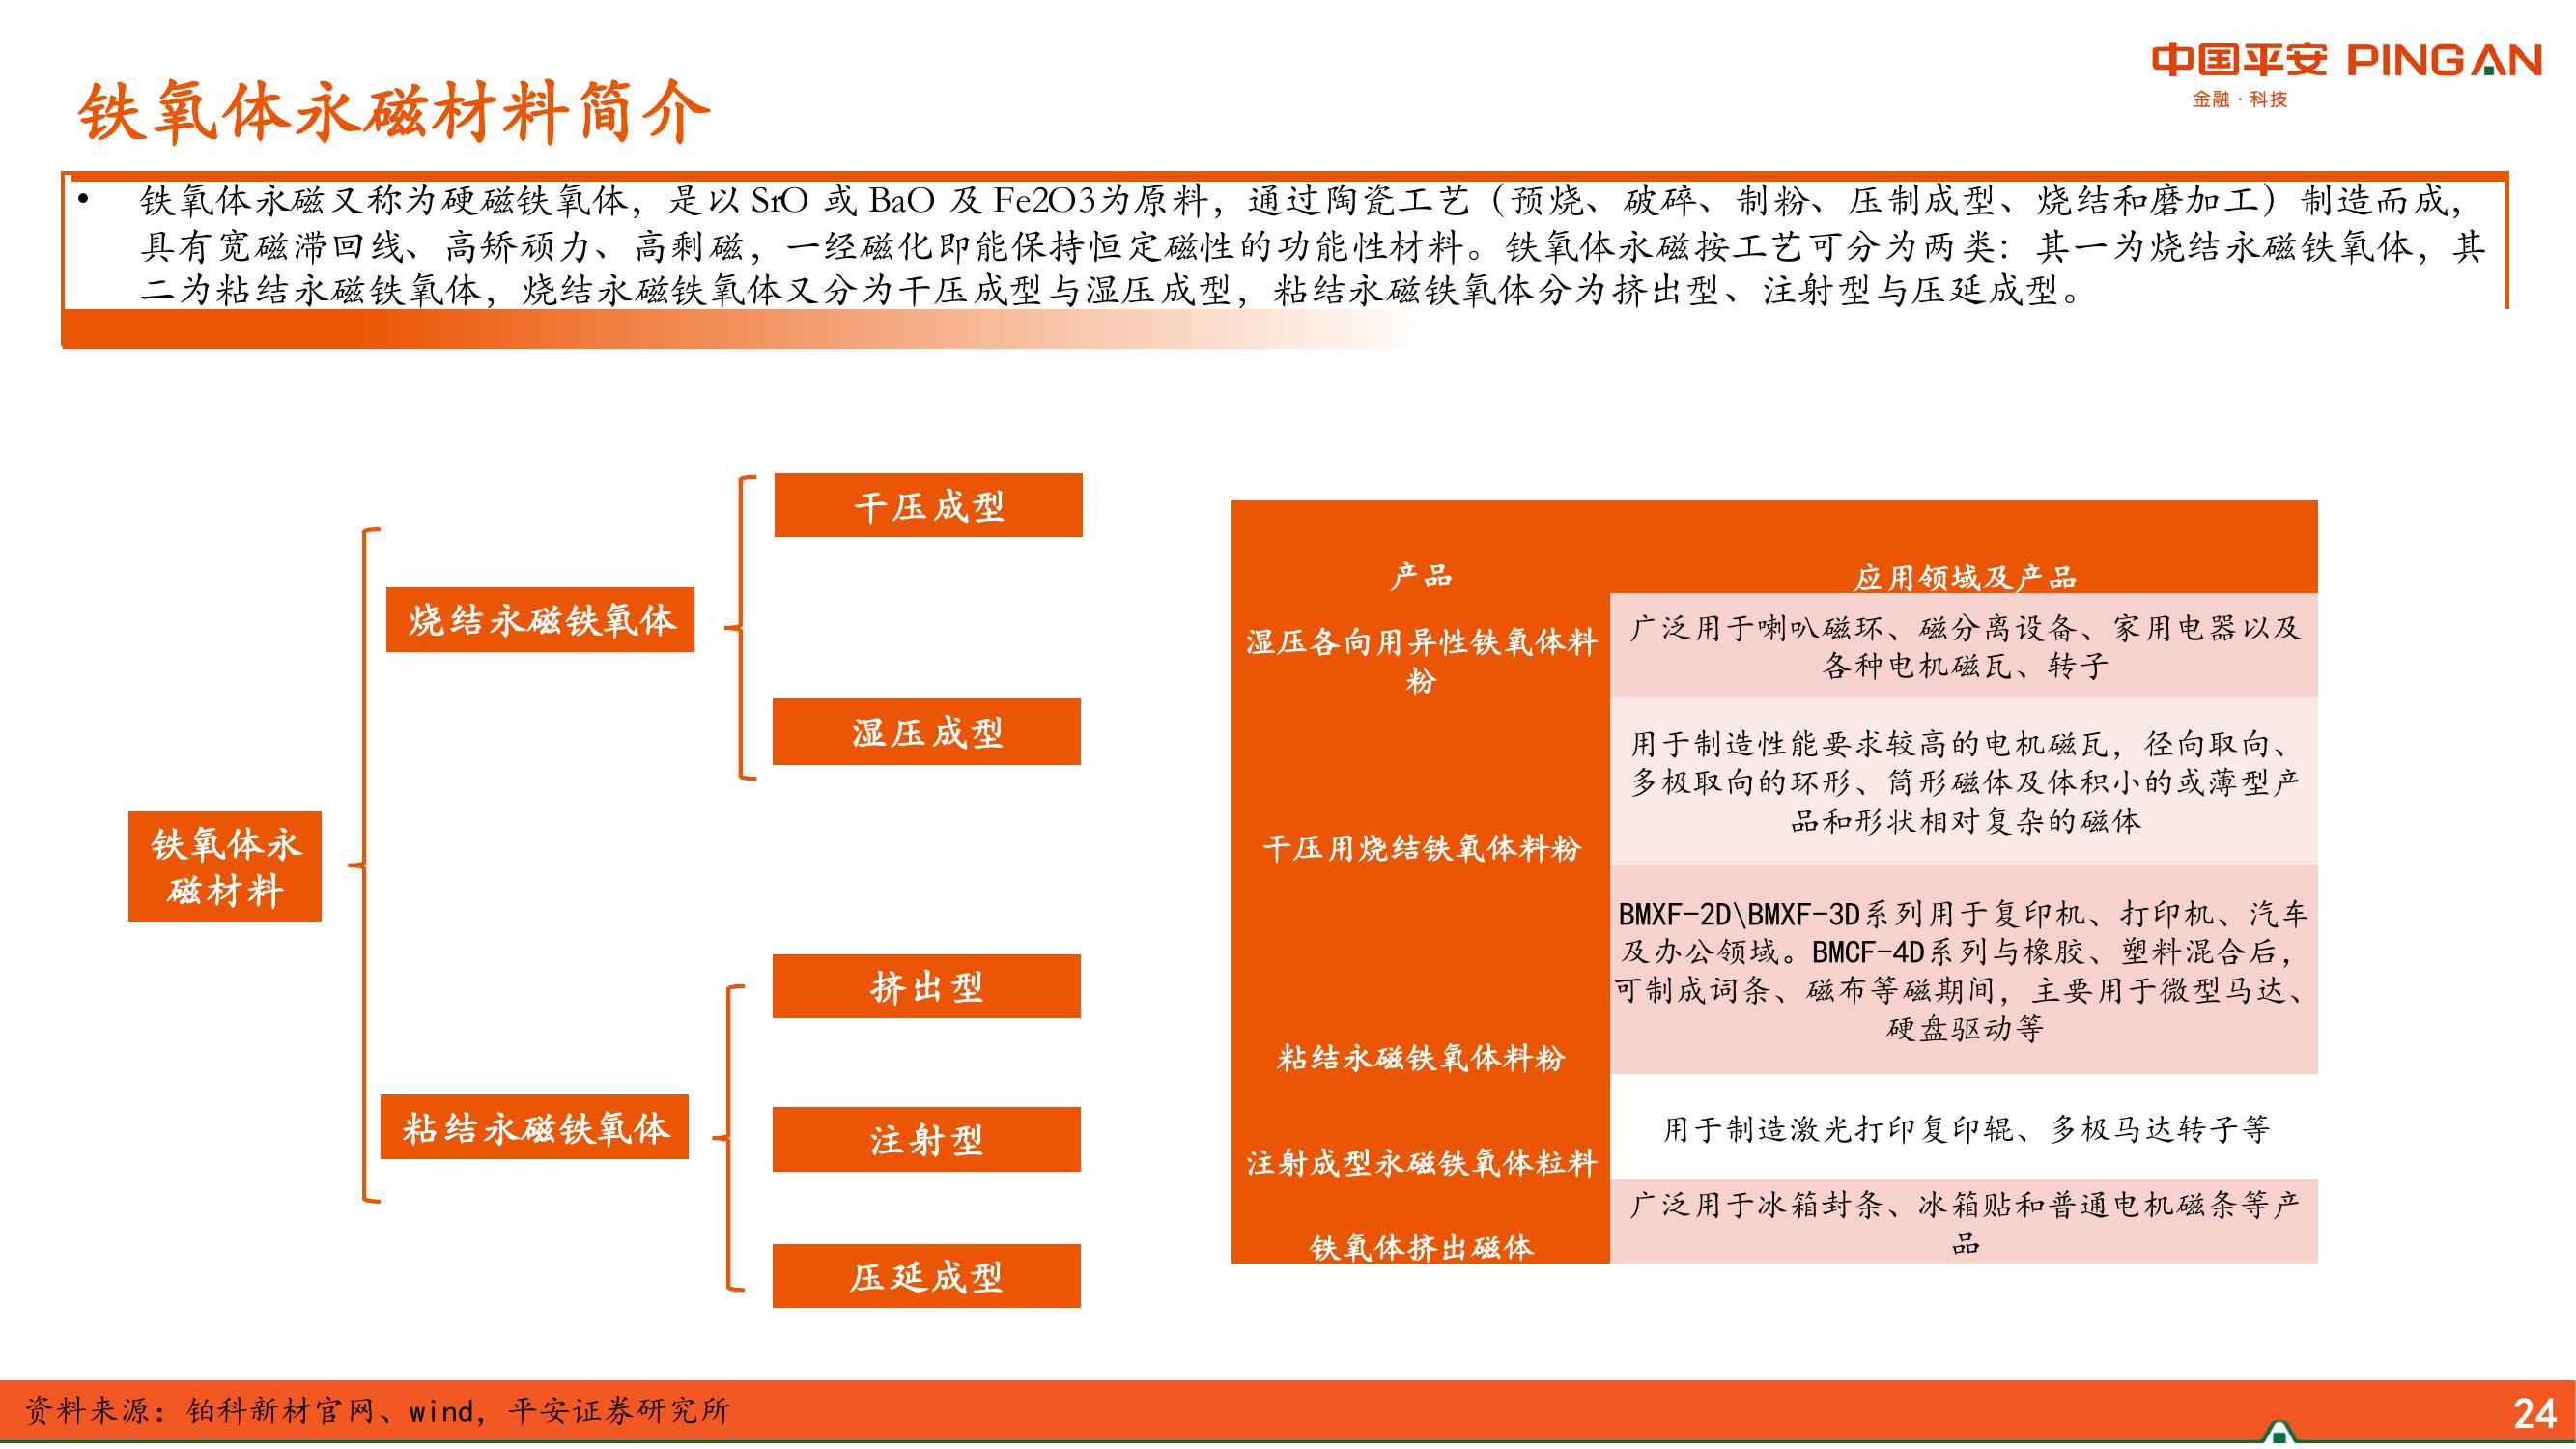 中国平安 PINGAN
金融·科技
铁氧体永磁材料简介
• 铁氧体永磁又称为硬磁铁氧体，是以 SrO 或 BaO 及 Fe2O3为原料，通过陶瓷工艺（预烧、破碎、制粉、压制成型、烧结和磨加工）制造而成，
具有宽磁滞回线、高矫顽力、高剩磁，一经磁化即能保持恒定磁性的功能性材料。铁氧体永磁按工艺可分为两类：其一为烧结永磁铁氧体，其
二为粘结永磁铁氧体，烧结永磁铁氧体又分为干压成型与湿压成型，粘结永磁铁氧体分为挤出型、注射型与压延成型。
铁氧体永
磁材料
烧结永磁铁氧体
干压成型
湿压成型
粘结永磁铁氧体
挤出型
注射型
压延成型
产品
应用领域及产品
湿压各向用异性铁氧体料
粉
广泛用于喇叭磁环、磁分离设备、家用电器以及
各种电机磁瓦、转子
干压用烧结铁氧体料粉
用于制造性能要求较高的电机磁瓦，径向取向、
多极取向的环形、筒形磁体及体积小的或薄型产
品和形状相对复杂的磁体
粘结永磁铁氧体料粉
BMXF-2D\BMXF-3D系列用于复印机、打印机、汽车
及办公领域。BMCF-4D系列与橡胶、塑料混合后，
可制成词条、磁布等磁期间，主要用于微型马达、
硬盘驱动等
注射成型永磁铁氧体粒料
用于制造激光打印复印辊、多极马达转子等
铁氧体挤出磁体
广泛用于冰箱封条、冰箱贴和普通电机磁条等产
品
资料来源：铂科新材官网、wind，平安证券研究所
24